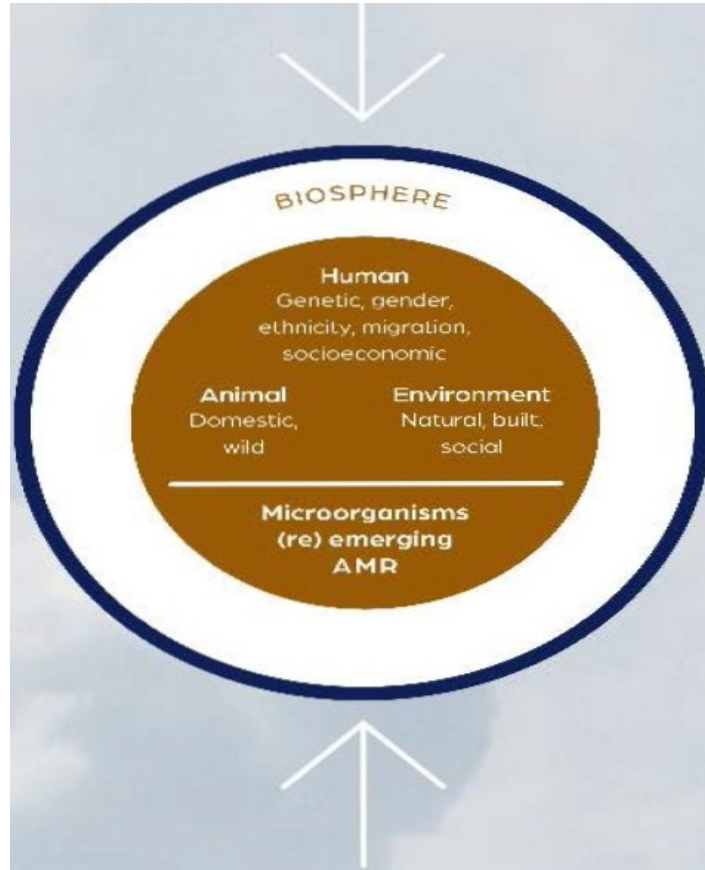 BIOSPHERE
Human
Genetic, gender,
ethnicity, migration,
socioeconomic
Animal
Domestic,
wild
Environment
Natural, built,
social
Microorganisms
(re) emerging
AMR